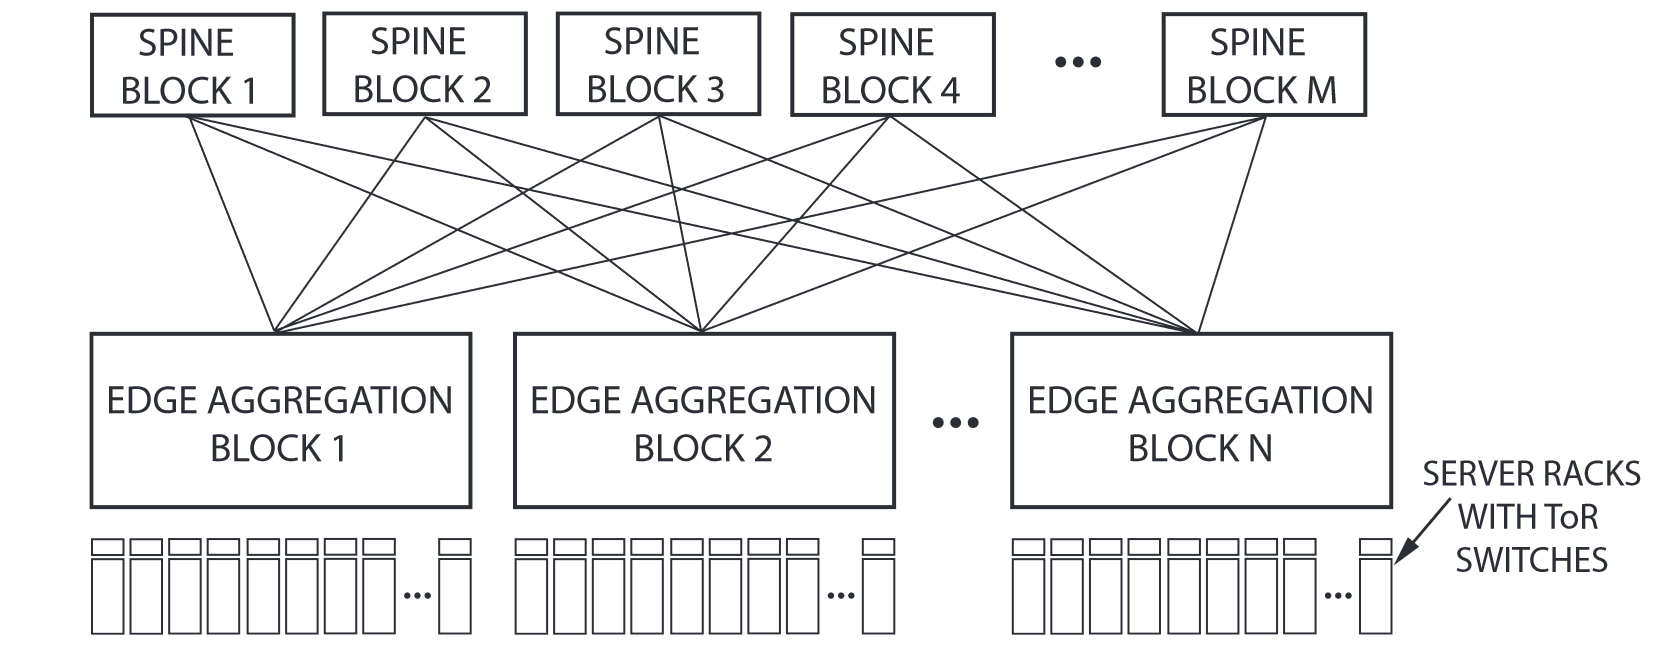 SPINE
BLOCK 1
SPINE
BLOCK 2
SPINE
BLOCK 3
SPINE
BLOCK 4
...
SPINE
BLOCK M
EDGE AGGREGATION
BLOCK 1
EDGE AGGREGATION
BLOCK 2
...
EDGE AGGREGATION
BLOCK N
SERVER RACKS
WITH ToR
SWITCHES
...
...
...